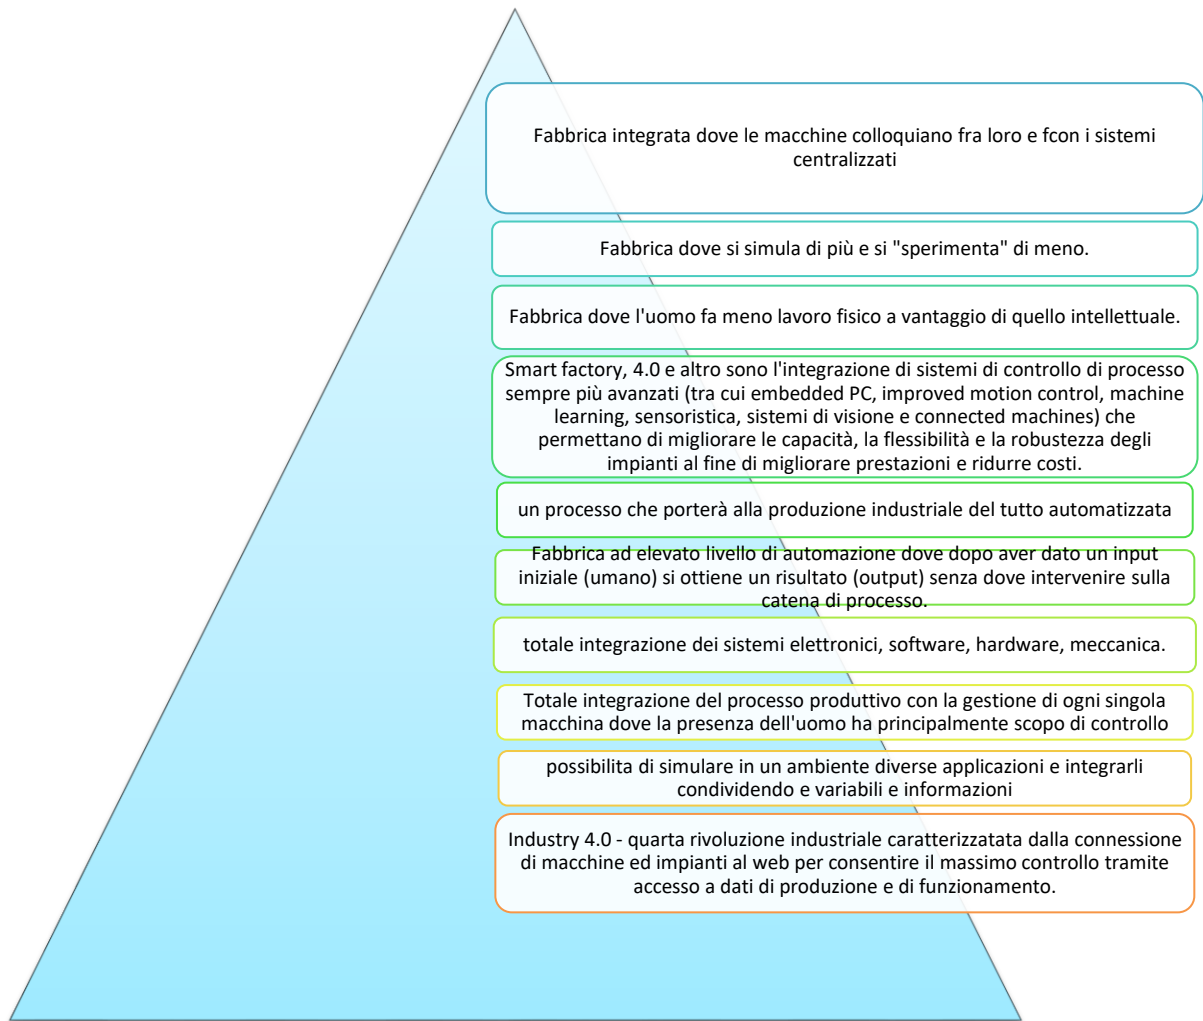 Fabbrica integrata dove le macchine colloquiano fra loro e fcon i sistemi
centralizzati
Fabbrica dove si simula di più e si "sperimenta" di meno.
Fabbrica dove l'uomo fa meno lavoro fisico a vantaggio di quello intellettuale.
Smart factory, 4.0 e altro sono l'integrazione di sistemi di controllo di processo
sempre più avanzati (tra cui embedded PC, improved motion control, machine
learning, sensoristica, sistemi di visione e connected machines) che
permettano di migliorare le capacità, la flessibilità e la robustezza degli
impianti al fine di migliorare prestazioni e ridurre costi.
un processo che porterà alla produzione industriale del tutto automatizzata
Fabbrica ad elevato livello di automazione dove dopo aver dato un input
iniziale (umano) si ottiene un risultato (output) senza dove intervenire sulla
catena di processo.
totale integrazione dei sistemi elettronici, software, hardware, meccanica.
Totale integrazione del processo produttivo con la gestione di ogni singola
macchina dove la presenza dell'uomo ha principalmente scopo di controllo
possibilita di simulare in un ambiente diverse applicazioni e integrarli
condividendo e variabili e informazioni
Industry 4.0 - quarta rivoluzione industriale caratterizzatata dalla connessione
di macchine ed impianti al web per consentire il massimo controllo tramite
accesso a dati di produzione e di funzionamento.